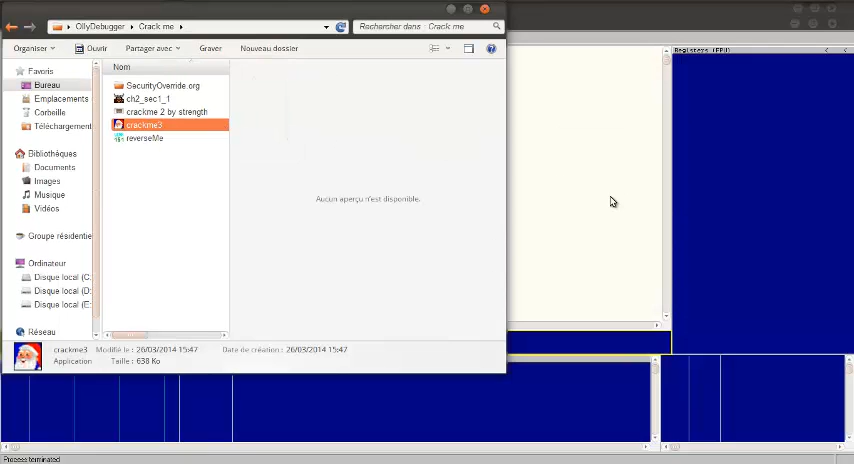 OllyDebugger Crack me
Rechercher dans : Crack me
Organiser Ouvrir Partager avec Graver Nouveau dossier
Registers (FPU) < <
Nom
Favoris
Bureau
Emplacements
Corbeille
Téléchargement
Bibliothèques
Documents
Images
Musique
Vidéos
Groupe résidentie
Ordinateur
Disque local (C:
Disque local (D:
Disque local (E:
Réseau
SecurityOverride.org
ch2_sec1_1
crackme 2 by strength
crackme3
reverseMe
Aucun aperçu n'est disponible.
crackme3 Modifié le : 26/03/2014 15:47 Date de création : 26/03/2014 15:47
Application Taille : 638 Ko
Process terminated